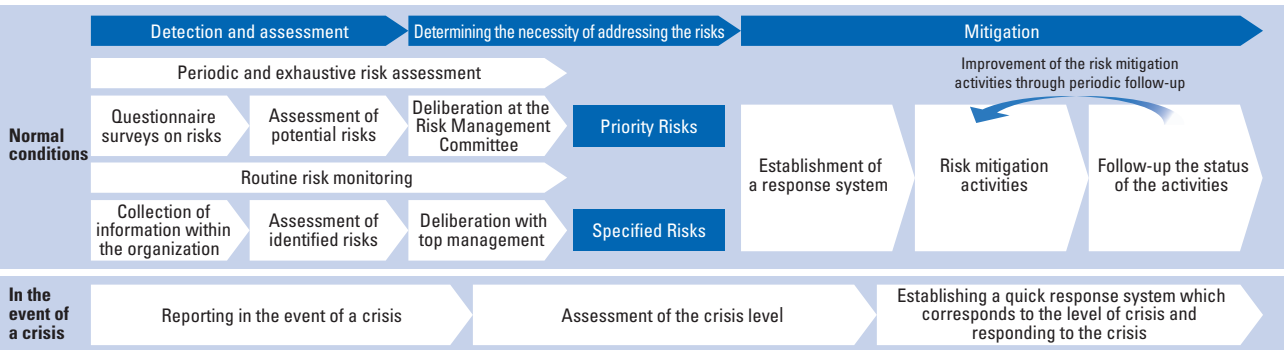 Detection and assessment
Determining the necessity of addressing the risks
Mitigation
Normal
conditions
Periodic and exhaustive risk assessment
Questionnaire
surveys on risks
Assessment of
potential risks
Deliberation at the
Risk Management
Committee
Priority Risks
Routine risk monitoring
Collection of
information within
the organization
Assessment of
identified risks
Deliberation with
top management
Specified Risks
Improvement of the risk mitigation
activities through periodic follow-up
Establishment of
a response system
Risk mitigation
activities
Follow-up the status
of the activities
In the
event of
a crisis
Reporting in the event of a crisis
Assessment of the crisis level
Establishing a quick response system which
corresponds to the level of crisis and
responding to the crisis